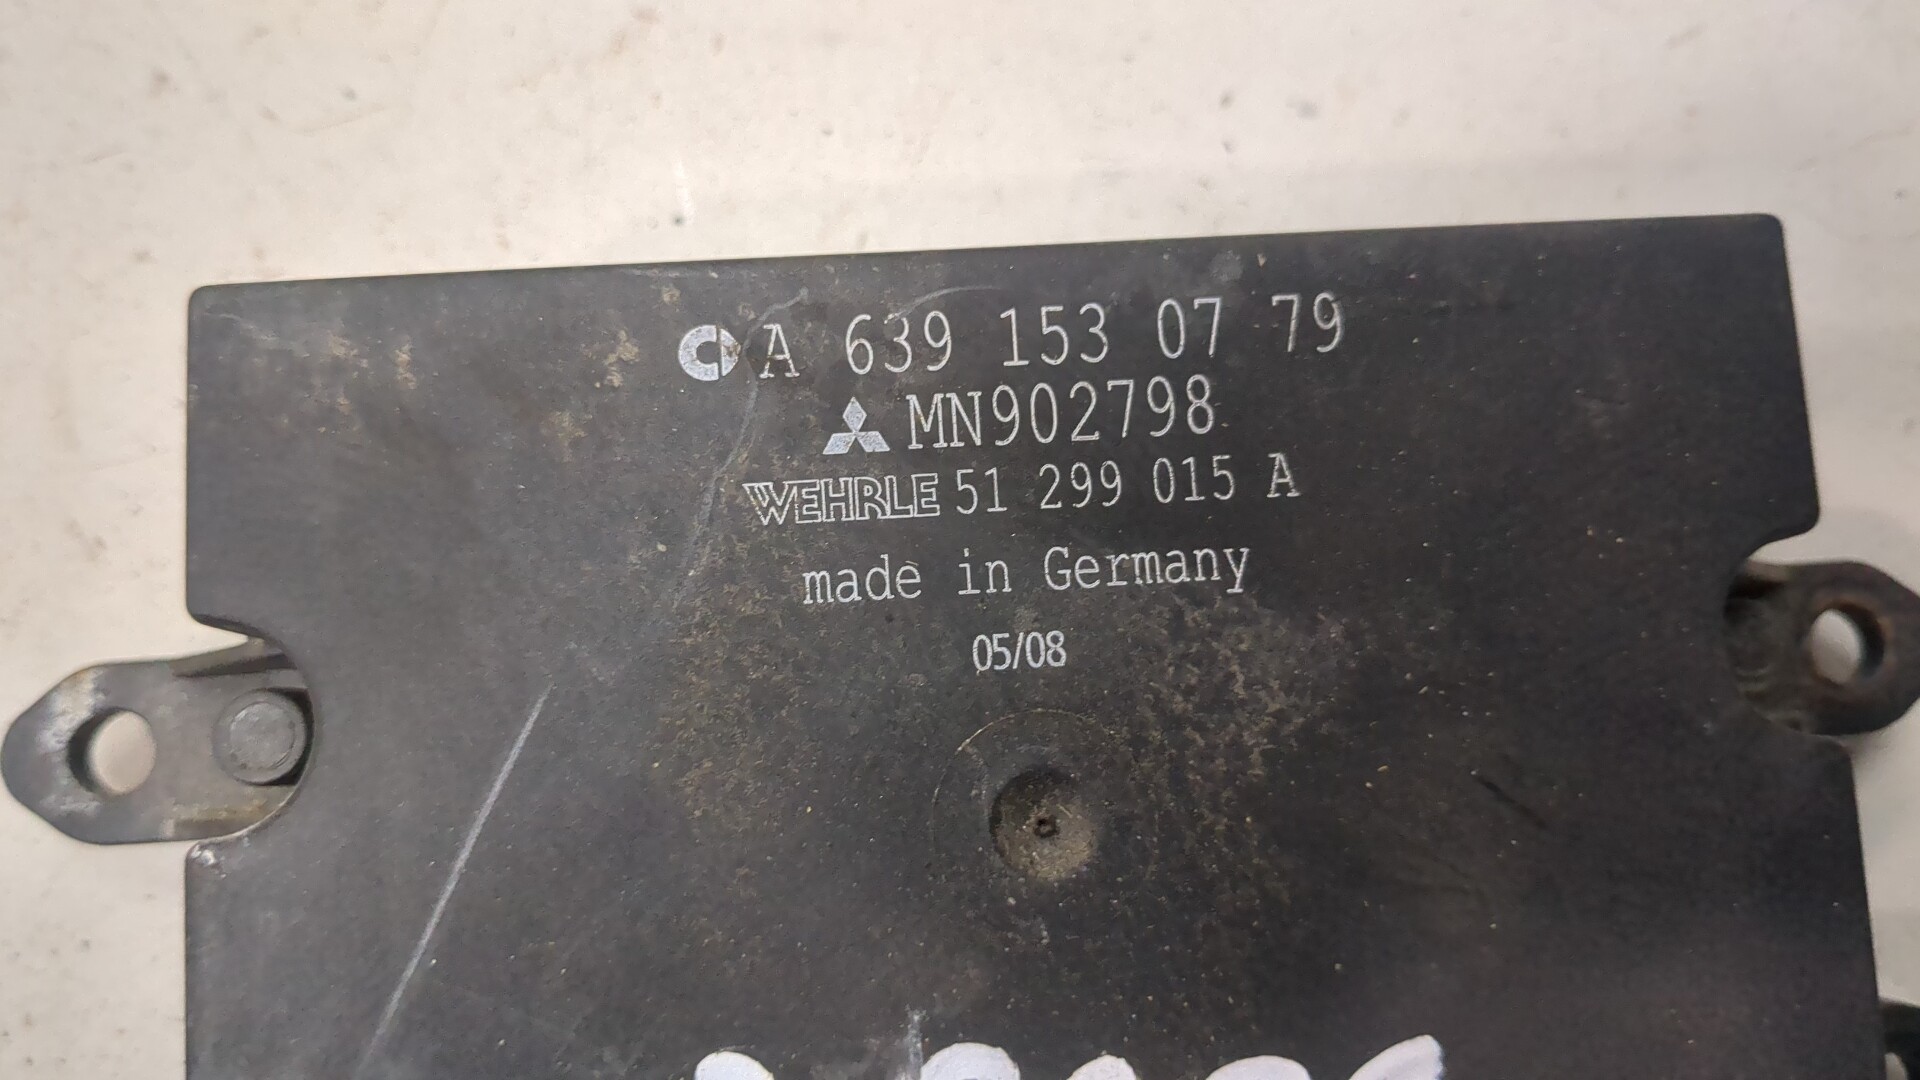 A 639 153 07 79
MN902798
WEHRLE 51 299 015 A
made in Germany
05/08